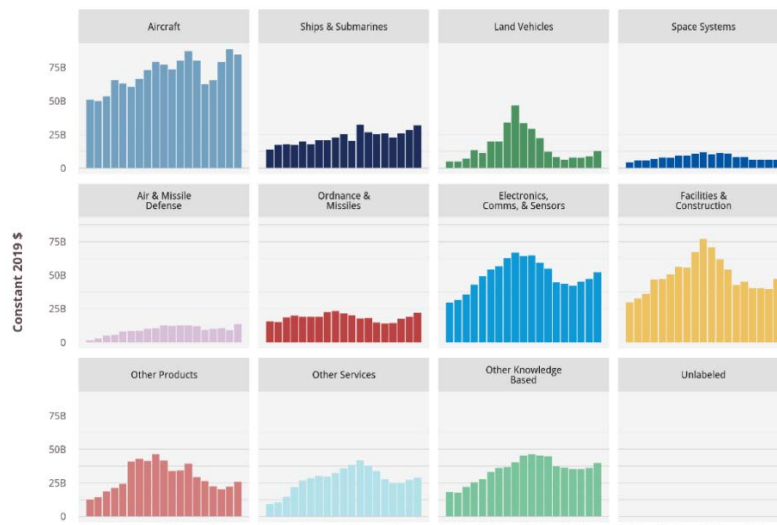 Aircraft
Ships & Submarines
Land Vehicles
Space Systems
75B
50B
25B
0
Air & Missile
Defense
Ordnance &
Missiles
Electronics,
Comms, & Sensors
Facilities &
Construction
75B
50B
25B
0
Constant 2019 $
Other Products
Other Services
Other Knowledge
Based
Unlabeled
75B
50B
25B
0